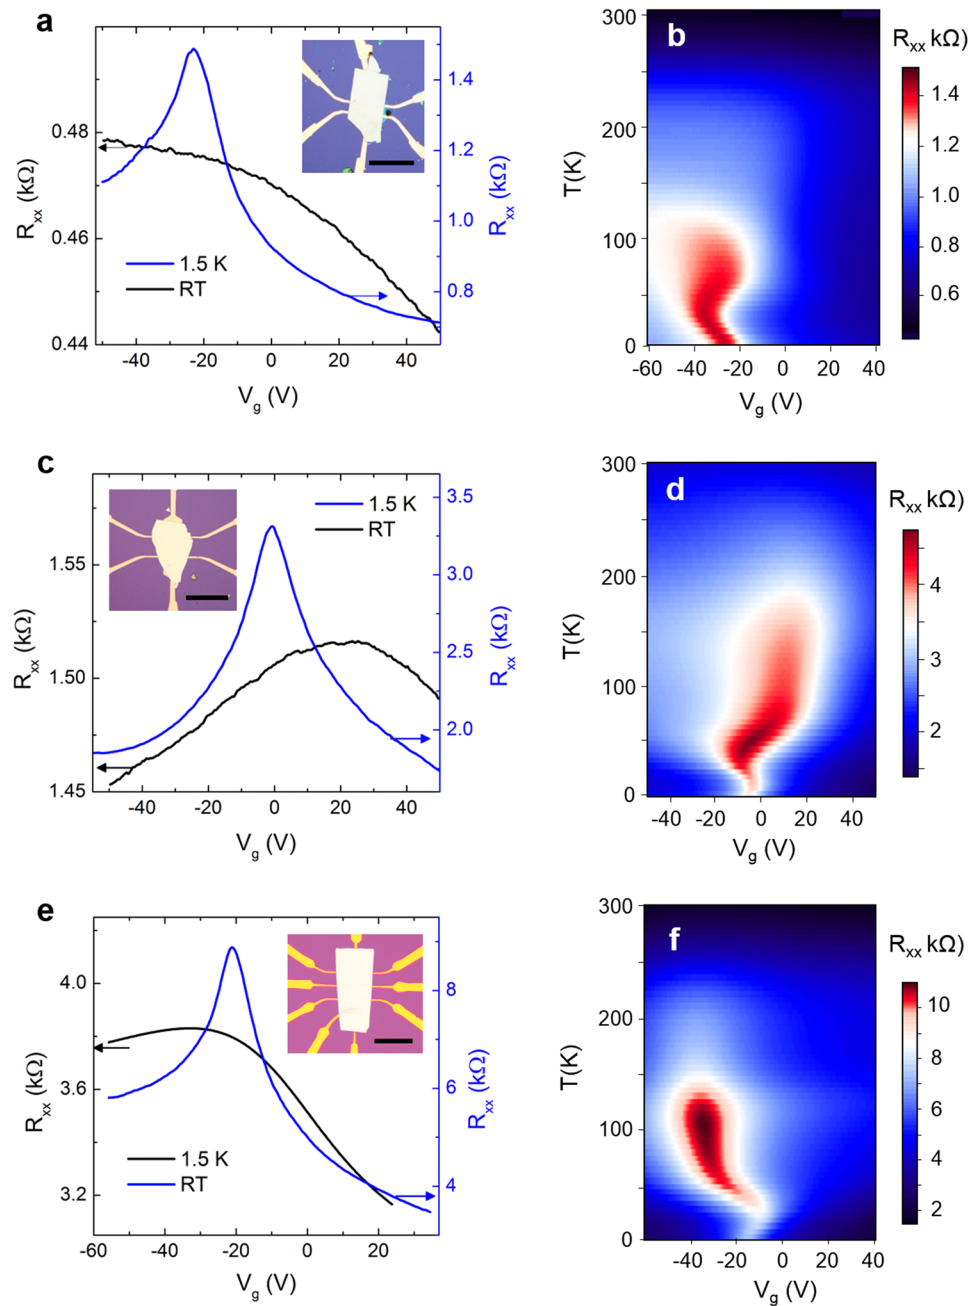 a
1.4
1.2
1.0
0.8
0.48
0.46
0.44
Rxx (kΩ)
Rxx (kΩ)
1.5 K
RT
-40 -20 0 20 40
Vg (V)
b
Rxx kΩ)
300
200
100
0
T(K)
-60 -40 -20 0 20 40
Vg (V)
1.4
1.2
1.0
0.8
0.6
c
1.5 K
RT
3.5
3.0
2.5
2.0
1.55
1.50
1.45
Rxx (kΩ)
Rxx (kΩ)
-40 -20 0 20 40
Vg (V)
d
Rxx kΩ)
300
200
100
0
T(K)
-40 -20 0 20 40
Vg (V)
4
3
2
e
8
6
4
4.0
3.6
3.2
Rxx (kΩ)
Rxx (kΩ)
1.5 K
RT
-60 -40 -20 0 20
Vg (V)
f
Rxx kΩ)
300
200
100
0
T(K)
-40 -20 0 20 40
Vg (V)
10
8
6
4
2